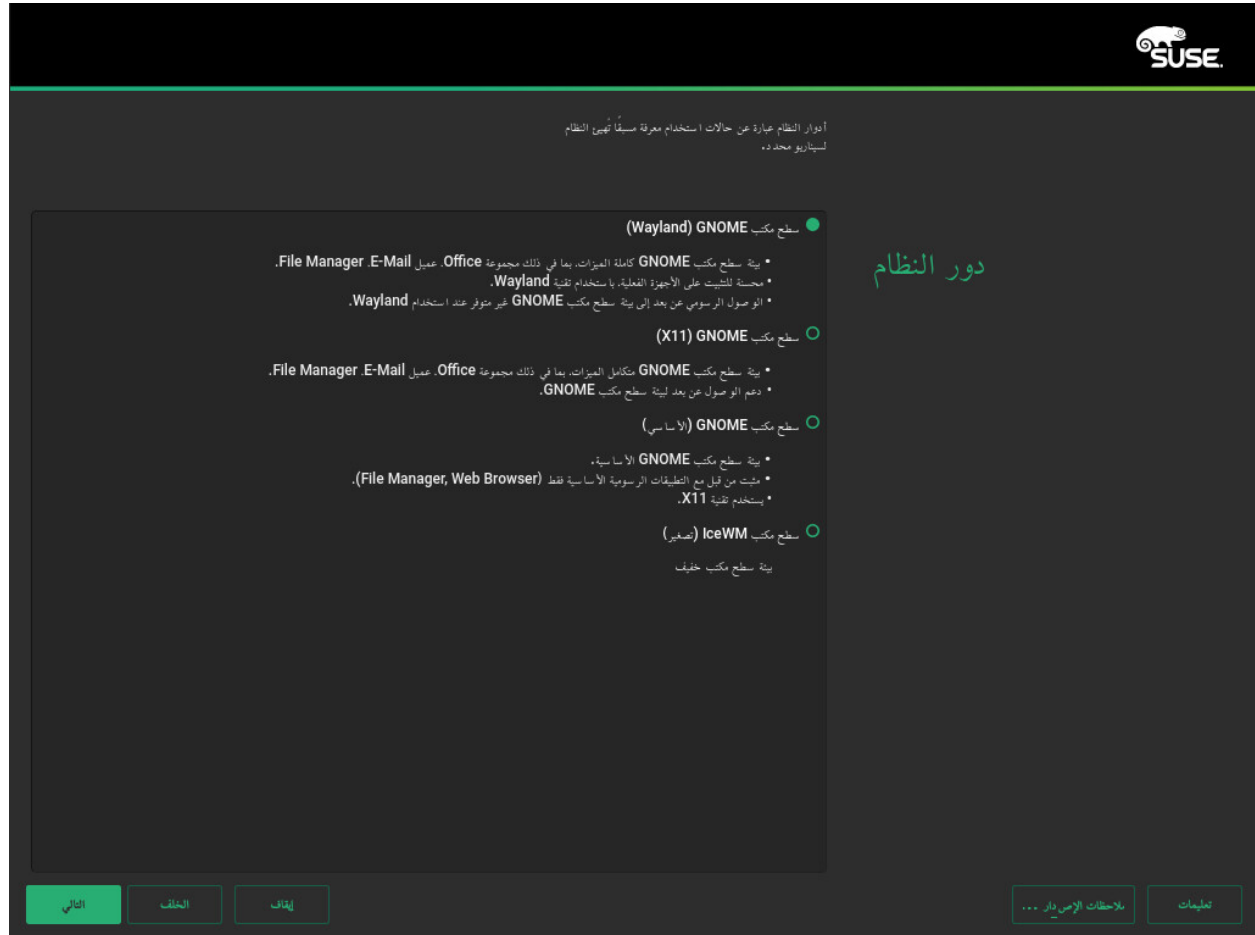 SUSE.
أدوار النظام عبارة عن حالات استخدام معرفة مسبقًا تُهيئ النظام
لسيناريو محدد.
دور النظام
سطح مكتب GNOME (Wayland)
• بيئة سطح مكتب GNOME كاملة الميزات، بما في ذلك مجموعة Office، عميل E-Mail، File Manager.
• محسنة للتثبيت على الأجهزة الفعلية، باستخدام تقنية Wayland.
• الوصول الرسومي عن بعد إلى بيئة سطح مكتب GNOME غير متوفر عند استخدام Wayland.
سطح مكتب GNOME (X11)
• بيئة سطح مكتب GNOME متكامل الميزات، بما في ذلك مجموعة Office، عميل E-Mail، File Manager.
• دعم الوصول عن بعد لبيئة سطح مكتب GNOME.
سطح مكتب GNOME (الأساسي)
• بيئة سطح مكتب GNOME الأساسية.
• مثبت من قبل مع التطبيقات الرسومية الأساسية فقط (File Manager, Web Browser).
• يستخدم تقنية X11.
سطح مكتب IceWM (تصغير)
بيئة سطح مكتب خفيف
تعليمات
ملاحظات الإصدار ...
إيقاف
الخلف
التالي